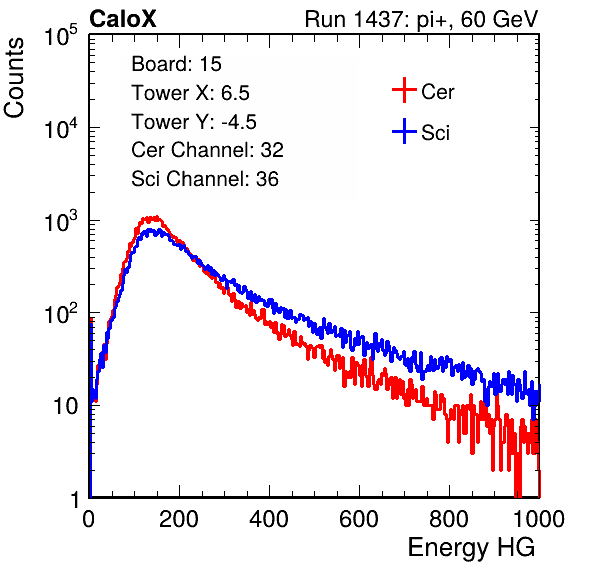 CaloX
Run 1437: pi+, 60 GeV
Counts
10^5
10^4
10^3
10^2
10
1
Board: 15
Tower X: 6.5
Tower Y: -4.5
Cer Channel: 32
Sci Channel: 36
Cer
Sci
0 200 400 600 800 1000
Energy HG